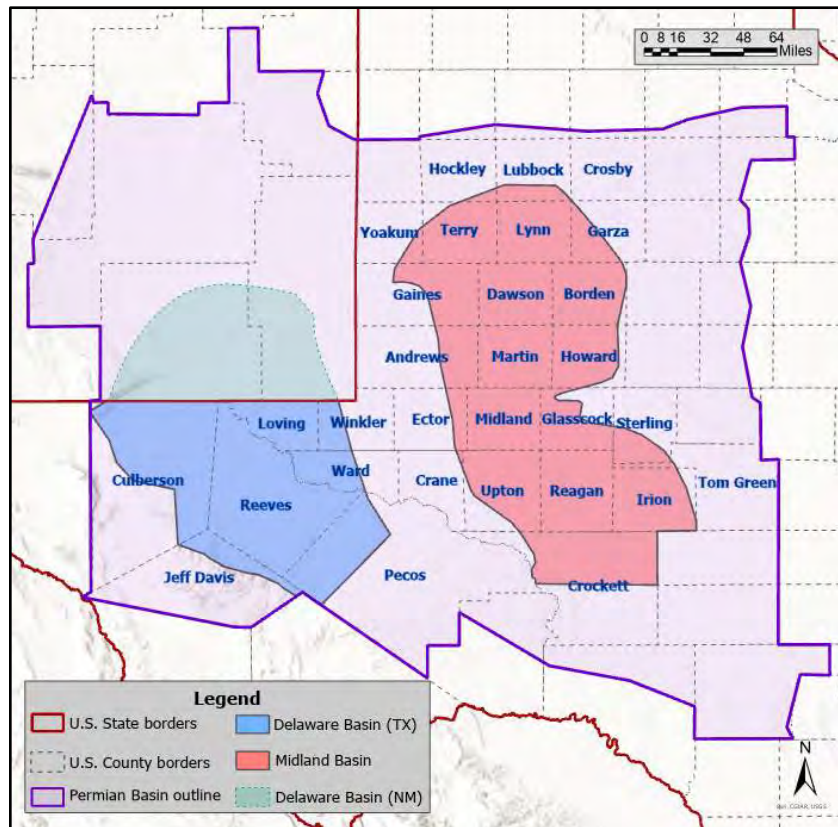 0 8 16 32 48 64
Miles
Hockley Lubbock Crosby
Yoakum Terry Lynn Garza
Gaines Dawson Borden
Andrews Martin Howard
Loving Winkler Ector Midland Glasscock Sterling
Culberson Ward Crane Tom Green
Reeves Upton Reagan Irion
Jeff Davis Pecos Crockett
Legend
U.S. State borders Delaware Basin (TX)
U.S. County borders Midland Basin
Permian Basin outline Delaware Basin (NM)
N
CGIAR, USGS